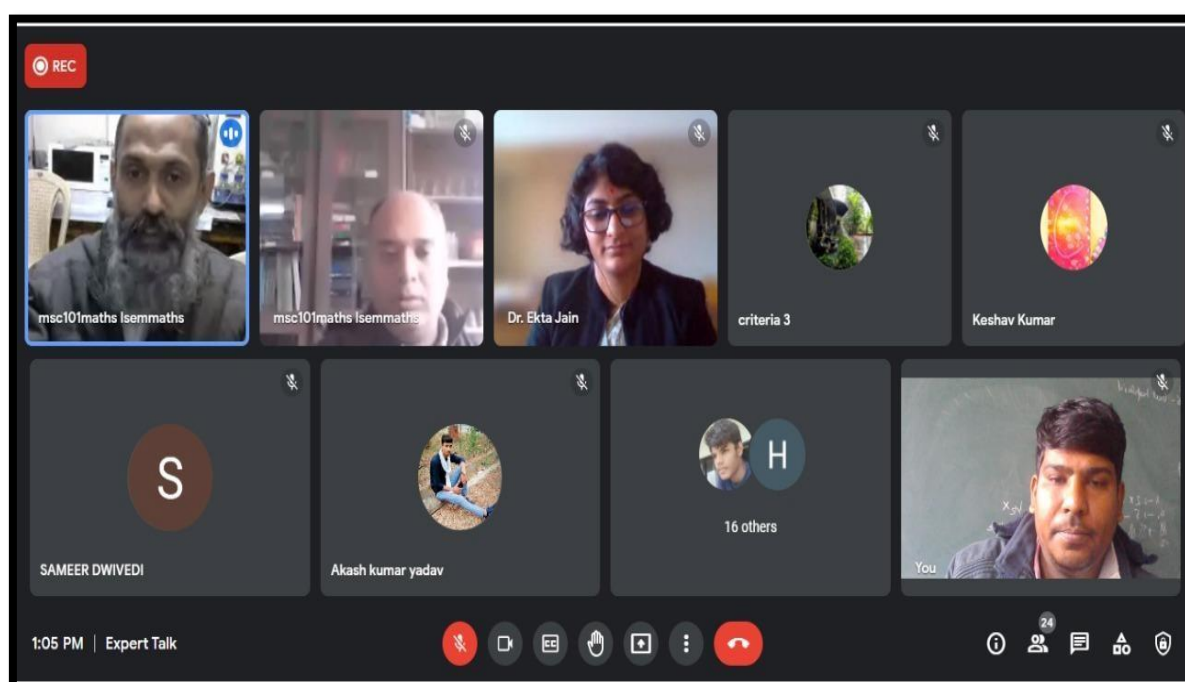 REC
msc101maths Isemmaths
msc101maths Isemmaths
Dr. Ekta Jain
criteria 3
Keshav Kumar
S
SAMEER DWIVEDI
Akash kumar yadav
H
16 others
You
1:05 PM | Expert Talk
CC
24